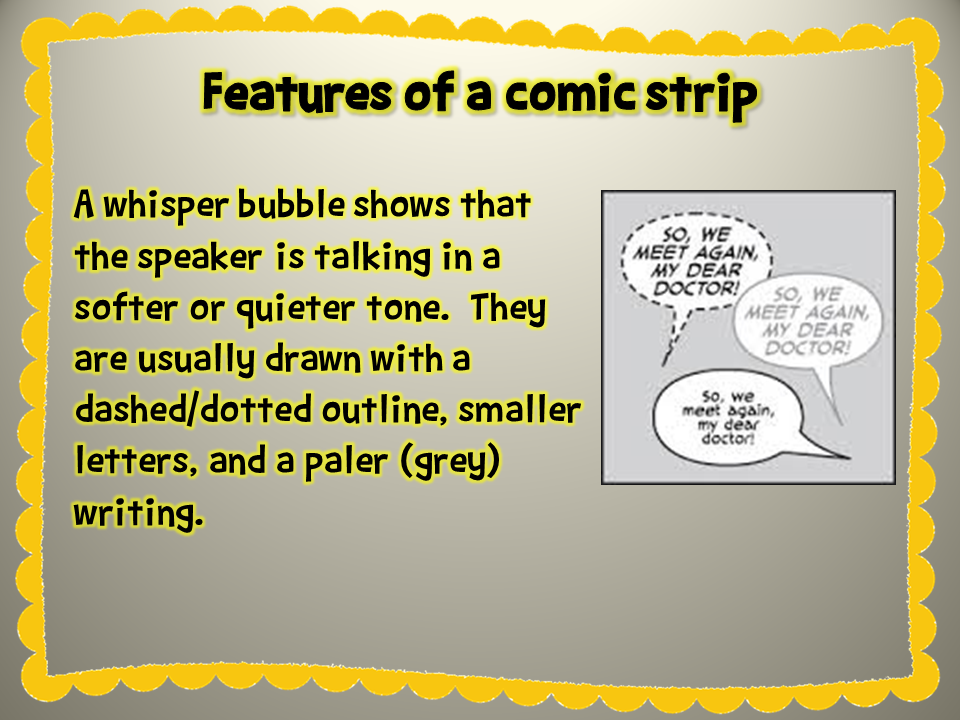 Features of a comic strip
A whisper bubble shows that
the speaker is talking in a
softer or quieter tone.  They
are usually drawn with a
dashed/dotted outline, smaller
letters, and a paler (grey)
writing.
SO, WE
MEET AGAIN,
MY DEAR
DOCTOR!
SO, WE
MEET AGAIN,
MY DEAR
DOCTOR!
So, we
meet again,
my dear
doctor!